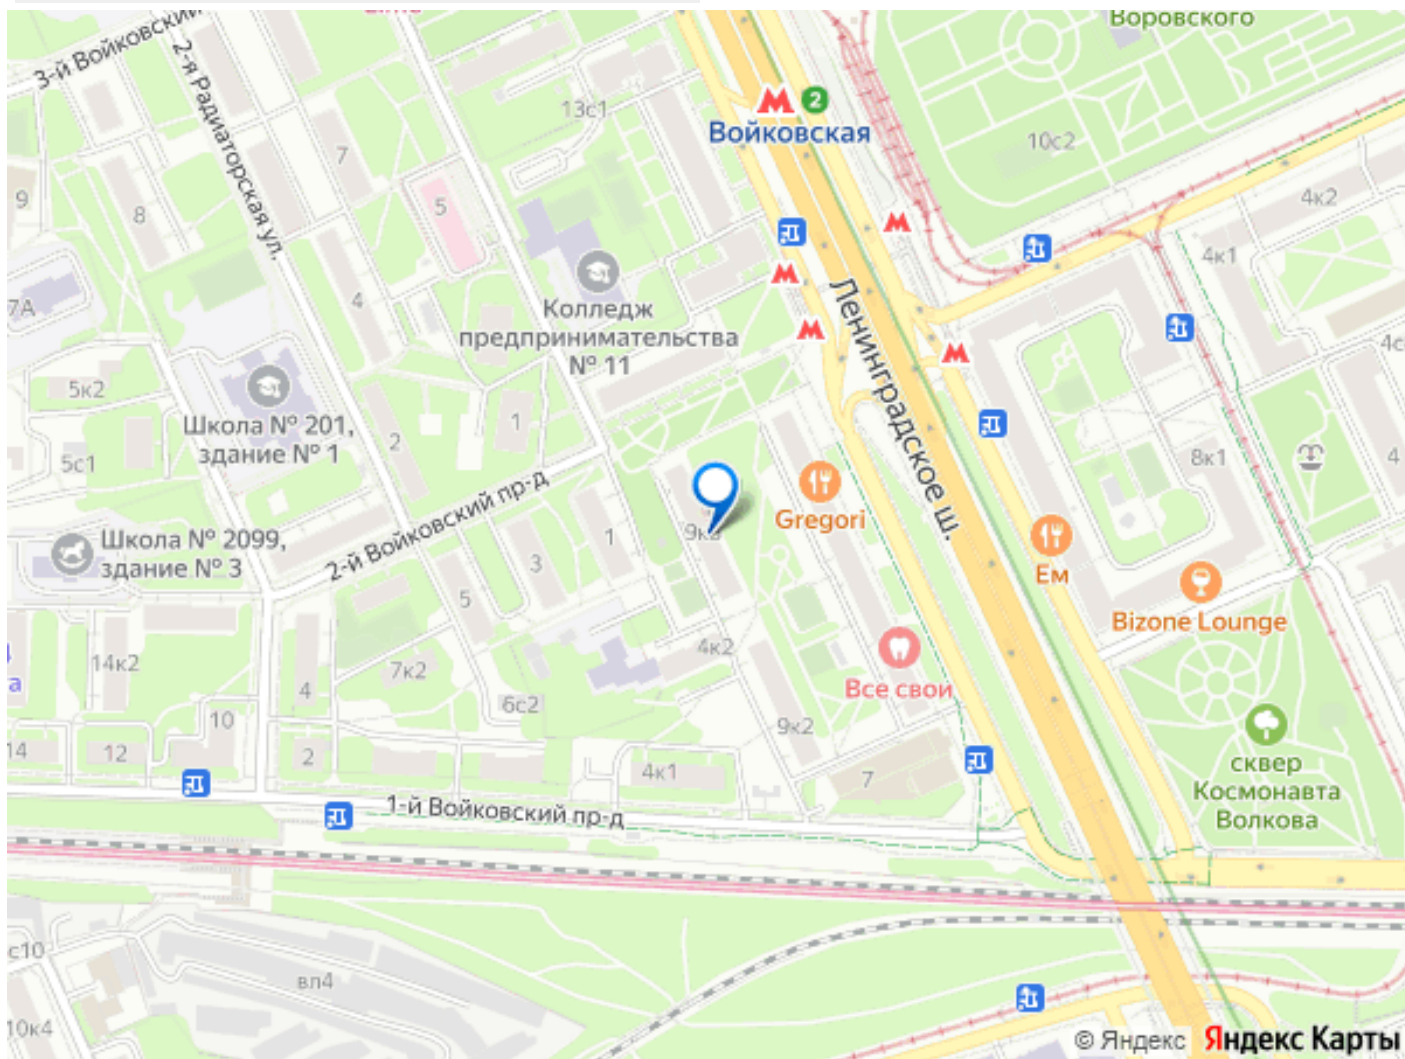 Воровского
3-й Войковский
2-я Радиаторская ул.
13с1
2
Войковская
10с2
4к2
4к1
7
5
9
8
7А
4
Колледж
предпринимательства
№ 11
Ленинградское ш.
5к2
Школа № 201,
здание № 1
2
1
5с1
8к1
4
Gregori
2-й Войковский пр-д
Школа № 2099,
здание № 3
1
3
5
Ем
Bizone Lounge
14к2
7к2
4к2
Все свои
4
6с2
10
9к2
14
12
2
4к1
7
сквер
Космонавта
Волкова
1-й Войковский пр-д
с10
вл4
10к4
© Яндекс Яндекс Карты